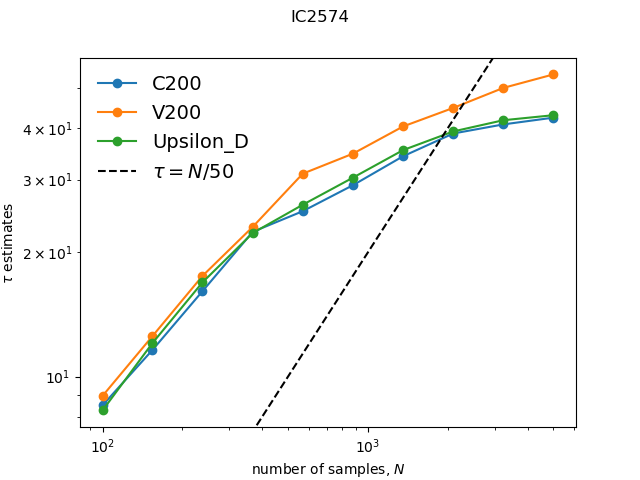 IC2574
C200
V200
Upsilon_D
τ = N/50
4 × 10¹
3 × 10¹
2 × 10¹
10¹
τ estimates
10² 10³
number of samples, N